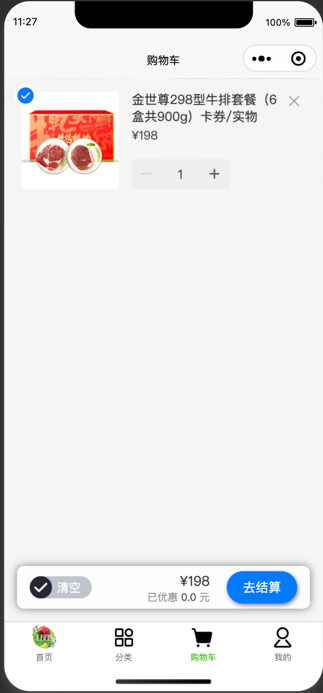 11:27
100%
购物车
金世尊298型牛排套餐（6
盒共900g）卡券/实物
¥198
1
清空
¥198
已优惠 0.0 元
去结算
首页
分类
购物车
我的